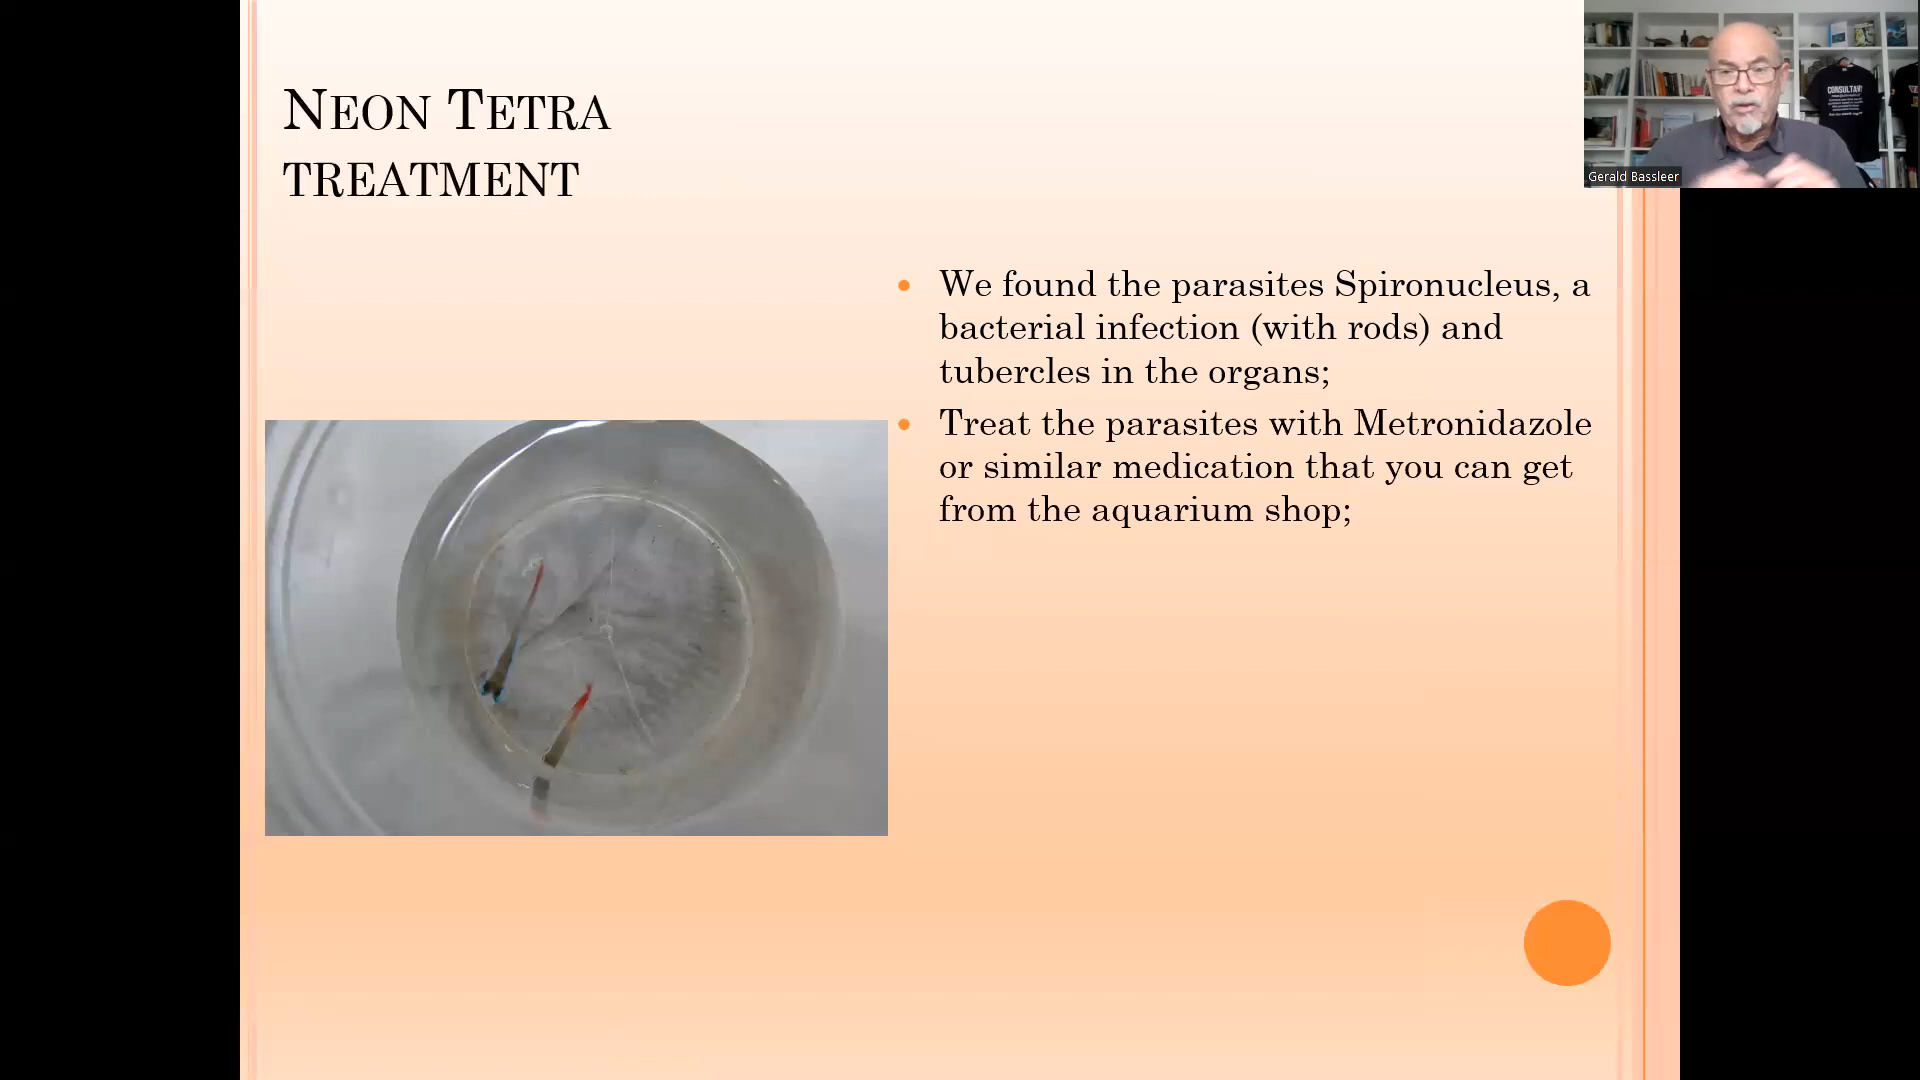 NEON TETRA
TREATMENT
We found the parasites Spironucleus, a
bacterial infection (with rods) and
tubercles in the organs;
Treat the parasites with Metronidazole
or similar medication that you can get
from the aquarium shop;
CONSULTANT
Gerald Bassleer